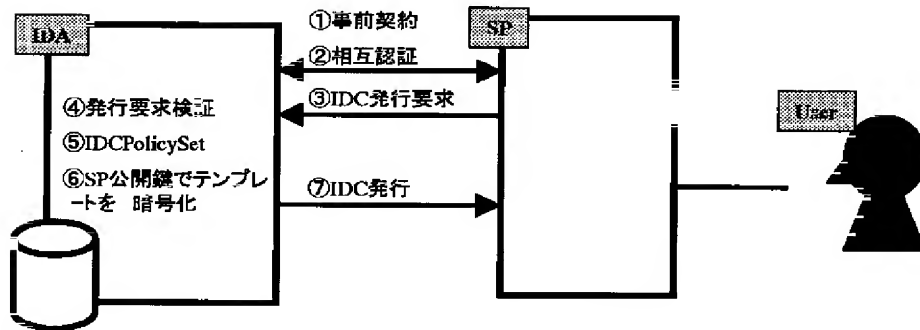 IDA
①事前契約
SP
②相互認証
③IDC発行要求
④発行要求検証
⑤IDCPolicySet
⑥SP公開鍵でテンプレ
ートを 暗号化
⑦IDC発行
User